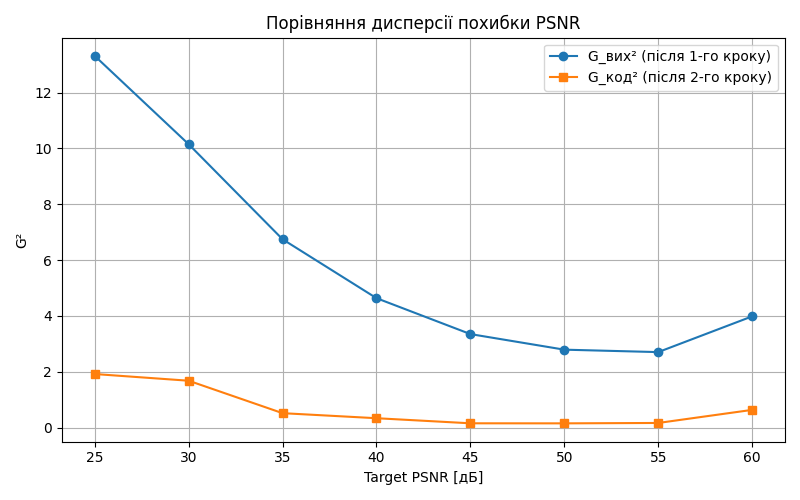 Порівняння дисперсії похибки PSNR
G_вих² (після 1-го кроку)
G_код² (після 2-го кроку)
G²
12
10
8
6
4
2
0
25 30 35 40 45 50 55 60
Target PSNR [дБ]